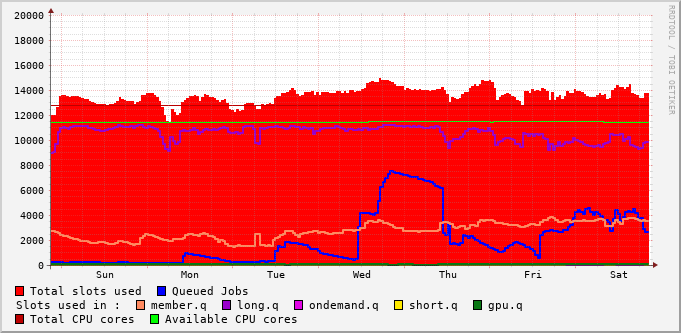 20000
18000
16000
14000
12000
10000
8000
6000
4000
2000
0
Sun Mon Tue Wed Thu Fri Sat
RRDTOOL / TOBI OETIKER
Total slots used Queued Jobs
Slots used in : member.q long.q ondemand.q short.q gpu.q
Total CPU cores Available CPU cores